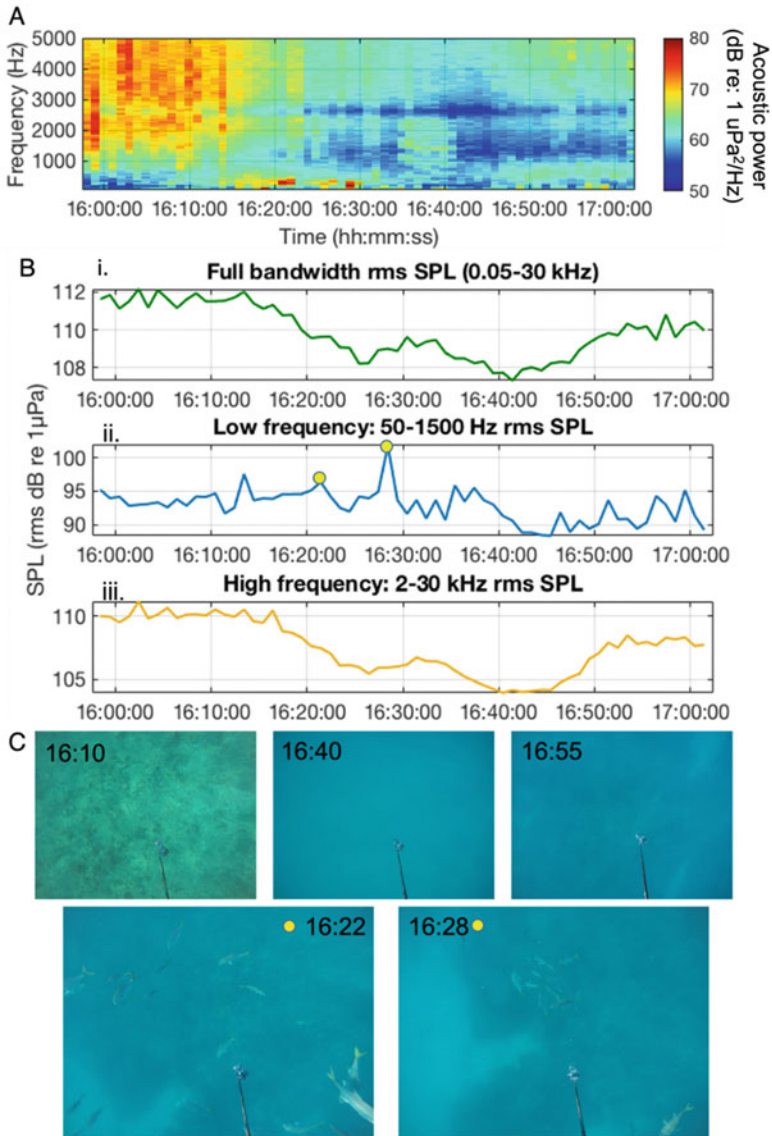 A
5000
4000
3000
2000
1000
Frequency (Hz)
16:00:00 16:10:00 16:20:00 16:30:00 16:40:00 16:50:00 17:00:00
Time (hh:mm:ss)
80
70
60
50
Acoustic power
(dB re: 1 uPa²/Hz)
B
i.
Full bandwidth rms SPL (0.05-30 kHz)
112
110
108
16:00:00 16:10:00 16:20:00 16:30:00 16:40:00 16:50:00 17:00:00
SPL (rms dB re 1μPa)
ii.
Low frequency: 50-1500 Hz rms SPL
100
95
90
16:00:00 16:10:00 16:20:00 16:30:00 16:40:00 16:50:00 17:00:00
iii.
High frequency: 2-30 kHz rms SPL
110
105
16:00:00 16:10:00 16:20:00 16:30:00 16:40:00 16:50:00 17:00:00
C
16:10
16:40
16:55
16:22
16:28